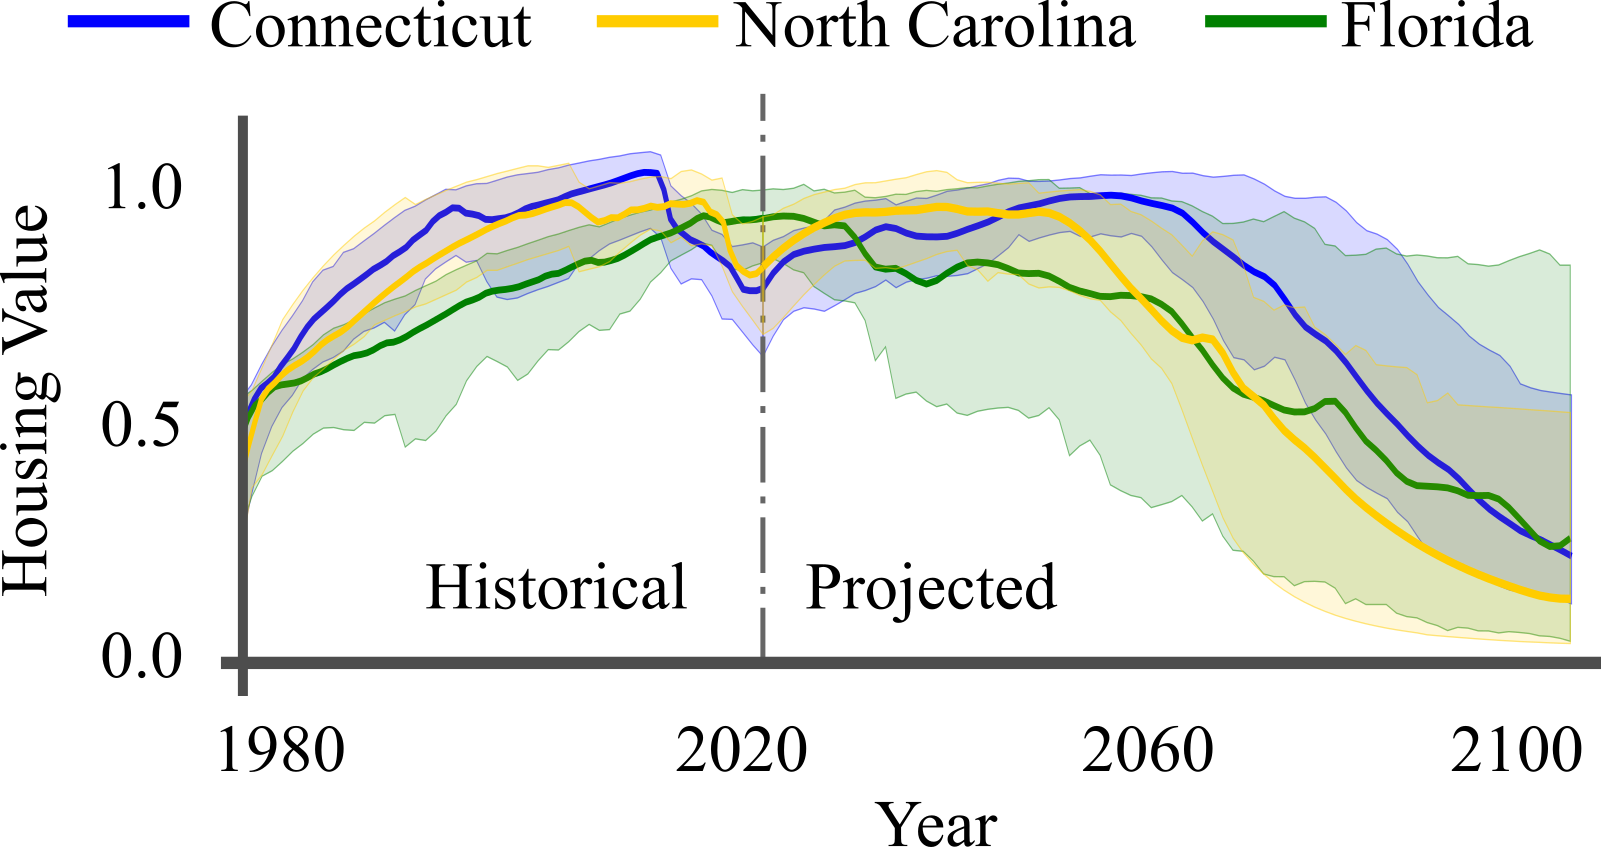 Connecticut North Carolina Florida
1.0
0.5
0.0
Housing Value
Historical Projected
1980 2020 2060 2100
Year